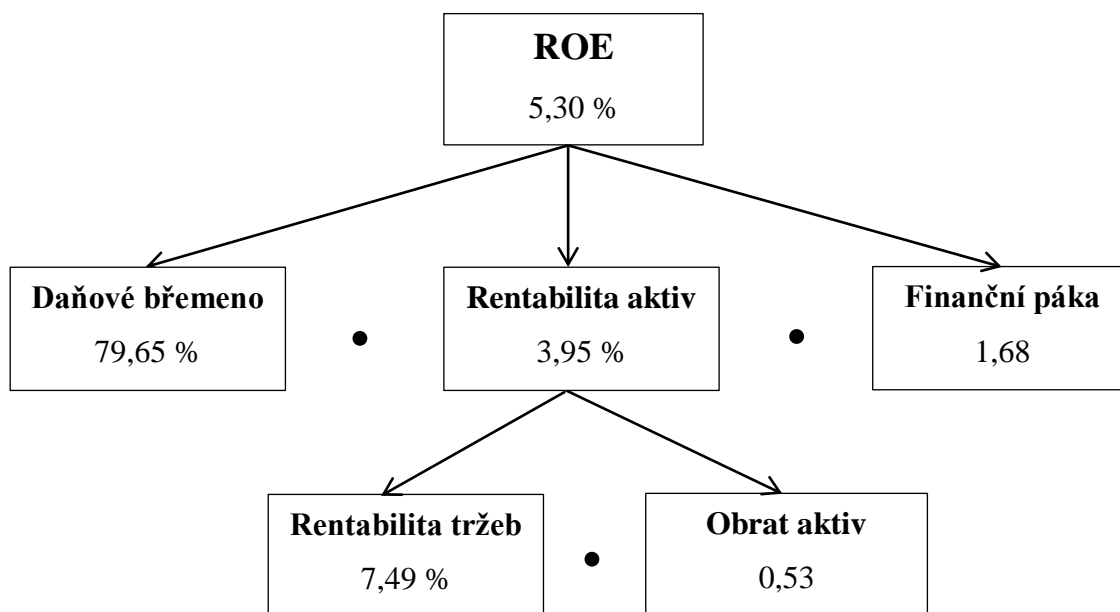 ROE
5,30 %
Daňové břemeno
79,65 %
Rentabilita aktiv
3,95 %
Finanční páka
1,68
Rentabilita tržeb
7,49 %
Obrat aktiv
0,53